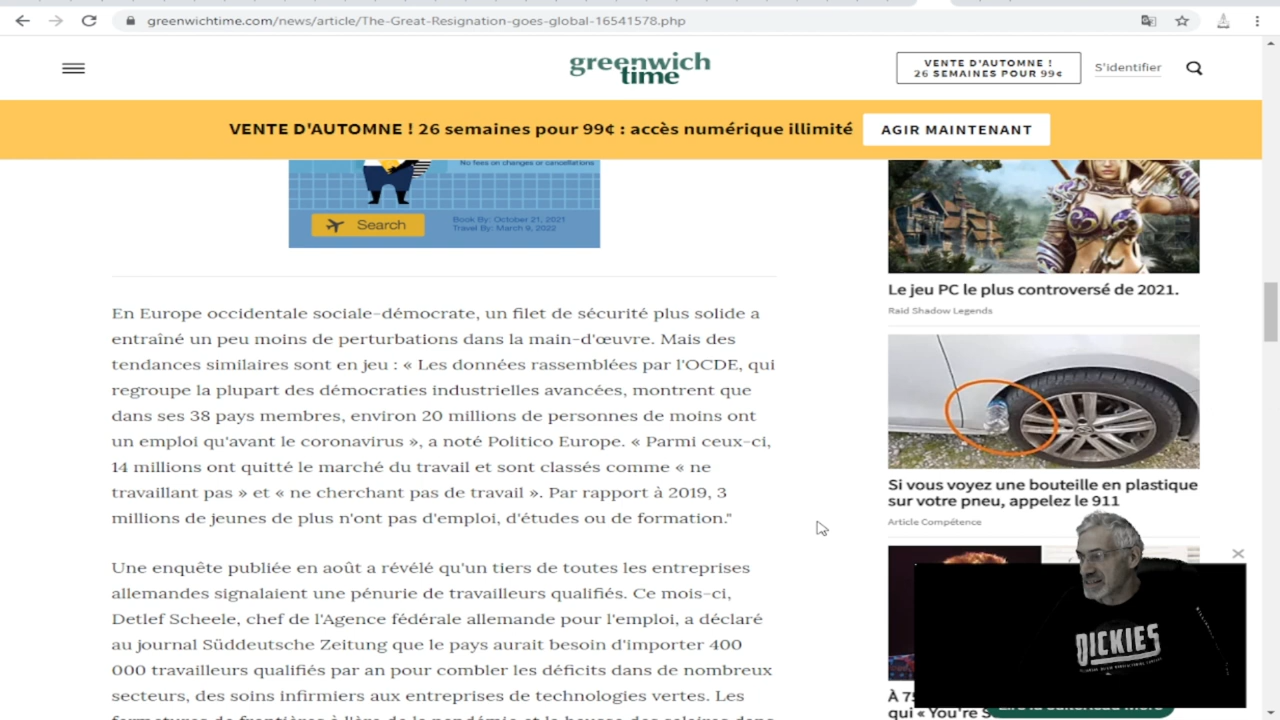 greenwichtime.com/news/article/The-Great-Resignation-goes-global-16541578.php
greenwich
time
VENTE D'AUTOMNE !
26 SEMAINES POUR 99¢
S'identifier
VENTE D'AUTOMNE ! 26 semaines pour 99¢ : accès numérique illimité
AGIR MAINTENANT
No fees on changes or cancellations
Search
Book By: October 21, 2021
Travel By: March 9, 2022
En Europe occidentale sociale-démocrate, un filet de sécurité plus solide a
entraîné un peu moins de perturbations dans la main-d'œuvre. Mais des
tendances similaires sont en jeu : « Les données rassemblées par l'OCDE, qui
regroupe la plupart des démocraties industrielles avancées, montrent que
dans ses 38 pays membres, environ 20 millions de personnes de moins ont
un emploi qu'avant le coronavirus », a noté Politico Europe. « Parmi ceux-ci,
14 millions ont quitté le marché du travail et sont classés comme « ne
travaillant pas » et « ne cherchant pas de travail ». Par rapport à 2019, 3
millions de jeunes de plus n'ont pas d'emploi, d'études ou de formation."
Une enquête publiée en août a révélé qu'un tiers de toutes les entreprises
allemandes signalaient une pénurie de travailleurs qualifiés. Ce mois-ci,
Detlef Scheele, chef de l'Agence fédérale allemande pour l'emploi, a déclaré
au journal Süddeutsche Zeitung que le pays aurait besoin d'importer 400
000 travailleurs qualifiés par an pour combler les déficits dans de nombreux
secteurs, des soins infirmiers aux entreprises de technologies vertes. Les
Le jeu PC le plus controversé de 2021.
Raid Shadow Legends
Si vous voyez une bouteille en plastique
sur votre pneu, appelez le 911
Article Compétence
DICKIES
À 7
qui « You're S